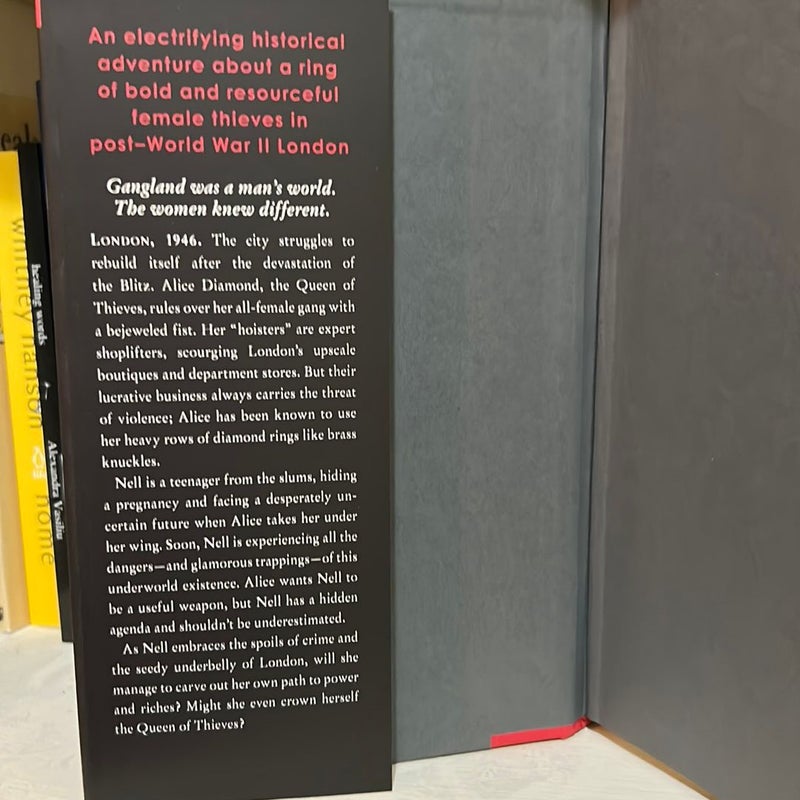 An electrifying historical
adventure about a ring
of bold and resourceful
female thieves in
post–World War II London
Gangland was a man's world.
The women knew different.
LONDON, 1946. The city struggles to
rebuild itself after the devastation of
the Blitz. Alice Diamond, the Queen of
Thieves, rules over her all-female gang with
a bejeweled fist. Her "hoisters" are expert
shoplifters, scourging London's upscale
boutiques and department stores. But their
lucrative business always carries the threat
of violence; Alice has been known to use
her heavy rows of diamond rings like brass
knuckles.
Nell is a teenager from the slums, hiding
a pregnancy and facing a desperately un-
certain future when Alice takes her under
her wing. Soon, Nell is experiencing all the
dangers—and glamorous trappings—of this
underworld existence. Alice wants Nell to
be a useful weapon, but Nell has a hidden
agenda and shouldn't be underestimated.
As Nell embraces the spoils of crime and
the seedy underbelly of London, will she
manage to carve out her own path to power
and riches? Might she even crown herself
the Queen of Thieves?
whitney hanson
home
healing words
Alexandra Vasiliu